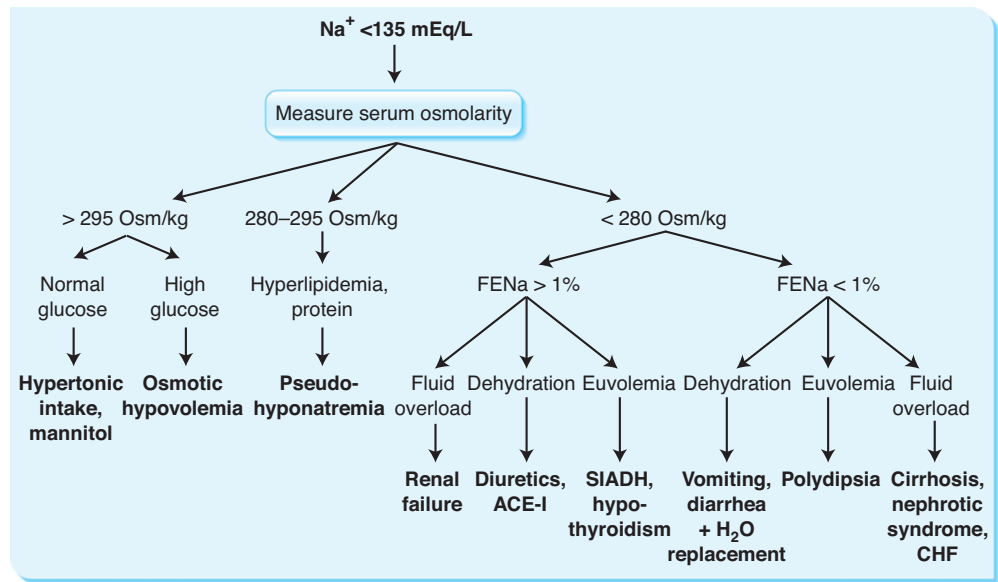 Na⁺ <135 mEq/L
Measure serum osmolarity
> 295 Osm/kg
280–295 Osm/kg
< 280 Osm/kg
Normal
glucose
High
glucose
Hyperlipidemia,
protein
FENa > 1%
FENa < 1%
Hypertonic
intake,
mannitol
Osmotic
hypovolemia
Pseudo-
hyponatremia
Fluid
overload
Dehydration
Euvolemia
Dehydration
Euvolemia
Fluid
overload
Renal
failure
Diuretics,
ACE-I
SIADH,
hypo-
thyroidism
Vomiting,
diarrhea
+ H₂O
replacement
Polydipsia
Cirrhosis,
nephrotic
syndrome,
CHF